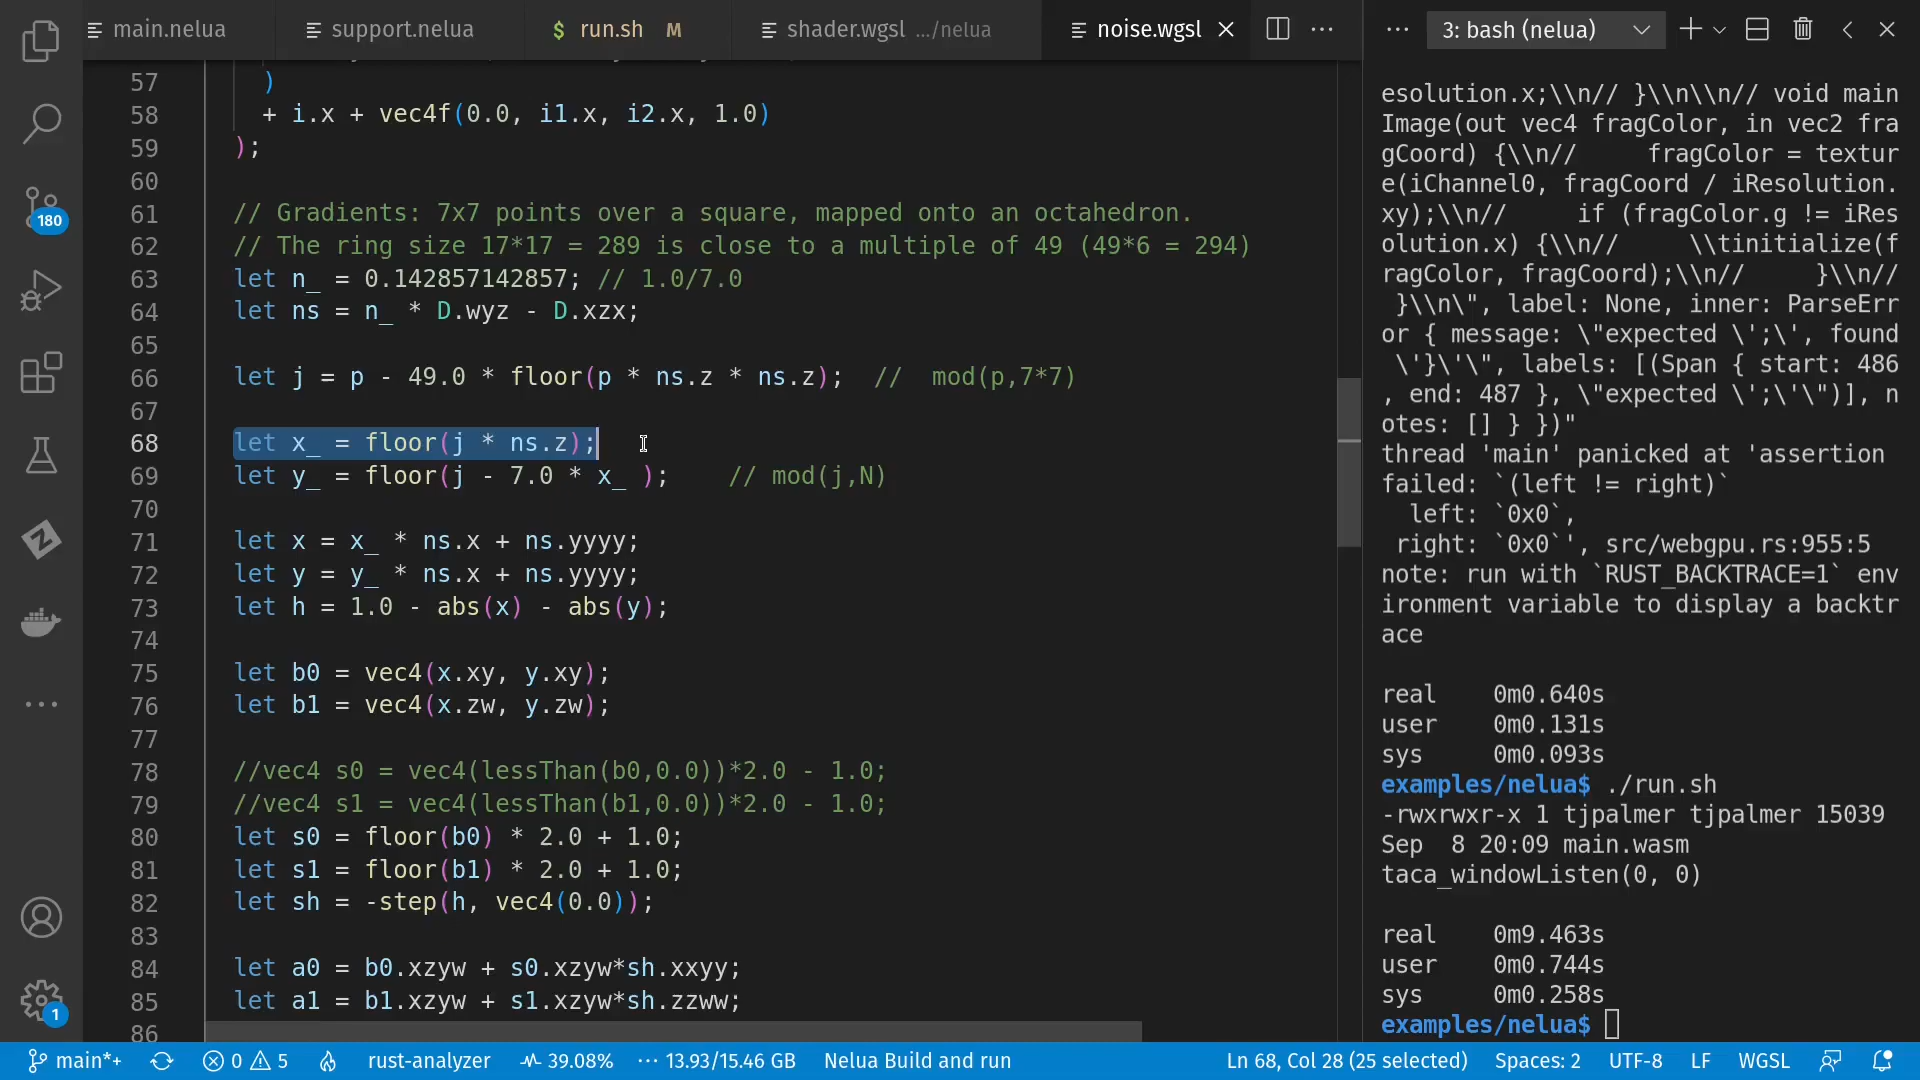 main.nelua
support.nelua
$ run.sh M
shader.wgsl .../nelua
noise.wgsl
3: bash (nelua)
57 )
58 + i.x + vec4f(0.0, i1.x, i2.x, 1.0)
59 );
60
61 // Gradients: 7x7 points over a square, mapped onto an octahedron.
62 // The ring size 17*17 = 289 is close to a multiple of 49 (49*6 = 294)
63 let n_ = 0.142857142857; // 1.0/7.0
64 let ns = n_ * D.wyz - D.xzx;
65
66 let j = p - 49.0 * floor(p * ns.z * ns.z);  //  mod(p,7*7)
67
68 let x_ = floor(j * ns.z);
69 let y_ = floor(j - 7.0 * x_ );    // mod(j,N)
70
71 let x = x_ * ns.x + ns.yyyy;
72 let y = y_ * ns.x + ns.yyyy;
73 let h = 1.0 - abs(x) - abs(y);
74
75 let b0 = vec4(x.xy, y.xy);
76 let b1 = vec4(x.zw, y.zw);
77
78 //vec4 s0 = vec4(lessThan(b0,0.0))*2.0 - 1.0;
79 //vec4 s1 = vec4(lessThan(b1,0.0))*2.0 - 1.0;
80 let s0 = floor(b0) * 2.0 + 1.0;
81 let s1 = floor(b1) * 2.0 + 1.0;
82 let sh = -step(h, vec4(0.0));
83
84 let a0 = b0.xzyw + s0.xzyw*sh.xxyy;
85 let a1 = b1.xzyw + s1.xzyw*sh.zzww;
86
180
1
esolution.x;\\n// }\\n\\n// void main
Image(out vec4 fragColor, in vec2 fra
gCoord) {\\n//     fragColor = textur
e(iChannel0, fragCoord / iResolution.
xy);\\n//     if (fragColor.g != iRes
olution.x) {\\n//     \\tinitialize(f
ragColor, fragCoord);\\n//     }\\n//
}\\n\", label: None, inner: ParseErr
or { message: \"expected \';\', found
\'}\'\", labels: [(Span { start: 486
, end: 487 }, \"expected \';\'\")], n
otes: [] } })"
thread 'main' panicked at 'assertion
failed: `(left != right)`
left: `0x0`,
right: `0x0`', src/webgpu.rs:955:5
note: run with `RUST_BACKTRACE=1` env
ironment variable to display a backtr
ace
real    0m0.640s
user    0m0.131s
sys     0m0.093s
examples/nelua$ ./run.sh
-rwxrwxr-x 1 tjpalmer tjpalmer 15039
Sep  8 20:09 main.wasm
taca_windowListen(0, 0)
real    0m9.463s
user    0m0.744s
sys     0m0.258s
examples/nelua$
main*+ 0 5 rust-analyzer 39.08% 13.93/15.46 GB Nelua Build and run Ln 68, Col 28 (25 selected) Spaces: 2 UTF-8 LF WGSL